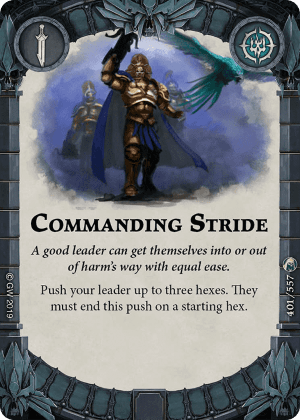 COMMANDING STRIDE
A good leader can get themselves into or out
of harm's way with equal ease.
Push your leader up to three hexes. They
must end this push on a starting hex.
© GW 2019
401/557